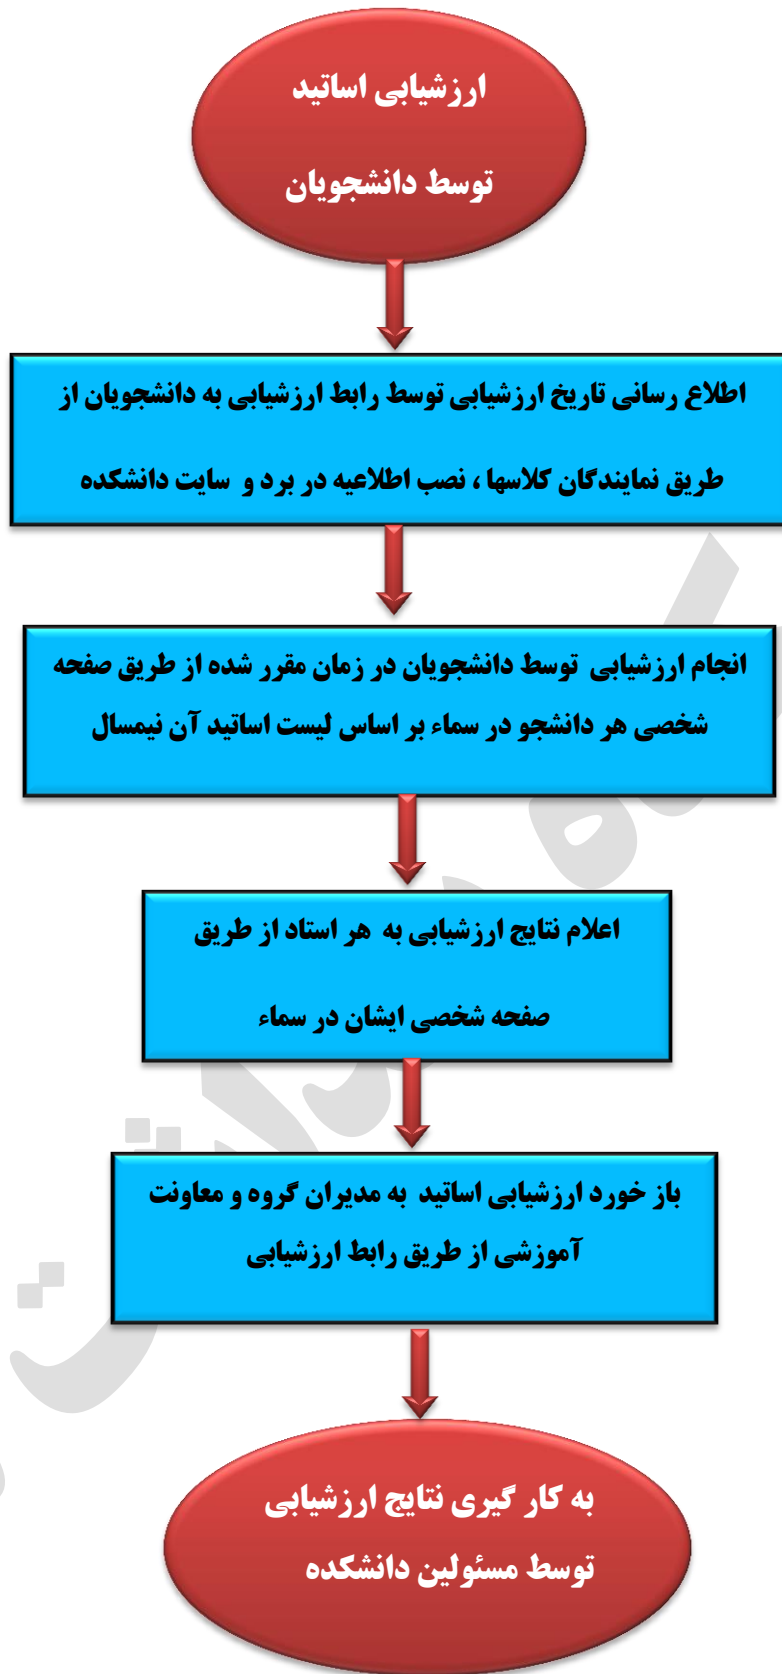 ارزشیابی اساتید
توسط دانشجویان
اطلاع رسانی تاریخ ارزشیابی توسط رابط ارزشیابی به دانشجویان از
طریق نمایندگان کلاسها ، نصب اطلاعیه در برد و سایت دانشکده
انجام ارزشیابی توسط دانشجویان در زمان مقرر شده از طریق صفحه
شخصی هر دانشجو در سماء بر اساس لیست اساتید آن نیمسال
اعلام نتایج ارزشیابی به هر استاد از طریق
صفحه شخصی ایشان در سماء
باز خورد ارزشیابی اساتید به مدیران گروه و معاونت
آموزشی از طریق رابط ارزشیابی
به کار گیری نتایج ارزشیابی
توسط مسئولین دانشکده